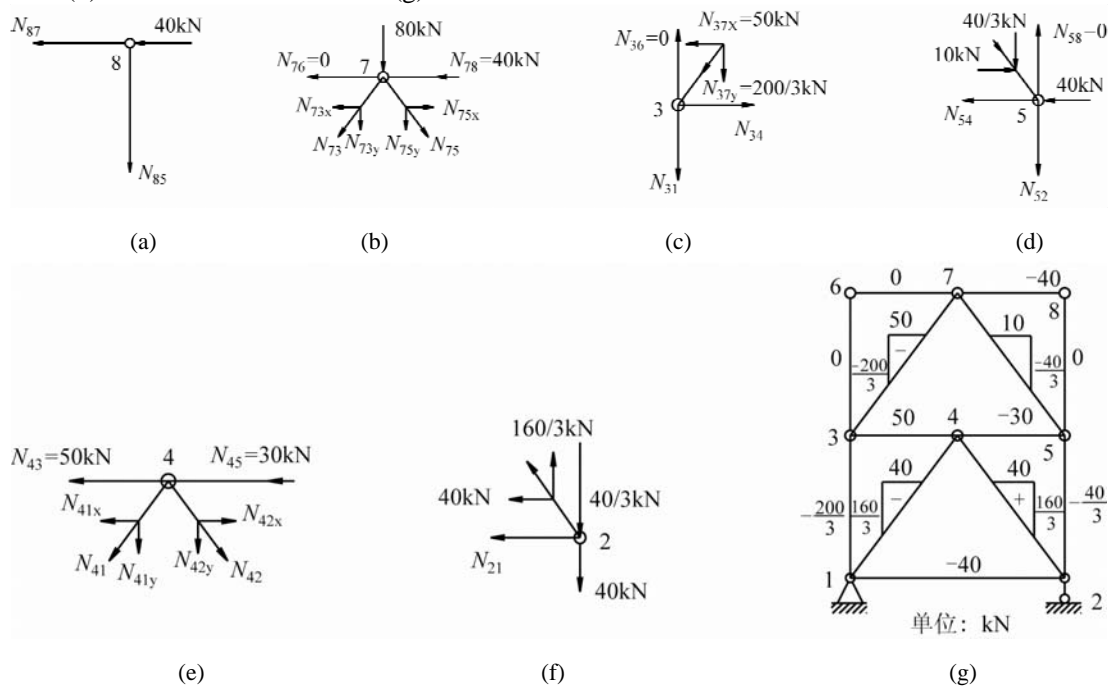 (g)
N87
40kN
8
N85
(a)
80kN
N76=0
7
N78=40kN
N73x
N75x
N73
N73y
N75y
N75
(b)
N37x=50kN
N36=0
N37y=200/3kN
3
N34
N31
(c)
40/3kN
N58-0
10kN
40kN
N54
5
N52
(d)
N43=50kN
4
N45=30kN
N41x
N42x
N41
N41y
N42y
N42
(e)
160/3kN
40kN
40/3kN
2
N21
40kN
(f)
6
0
7
-40
8
50
10
0
-
-200/3
-40/3
0
3
50
4
-30
5
40
40
-
+
-200/3
160/3
160/3
-40/3
1
-40
2
单位：kN
(g)